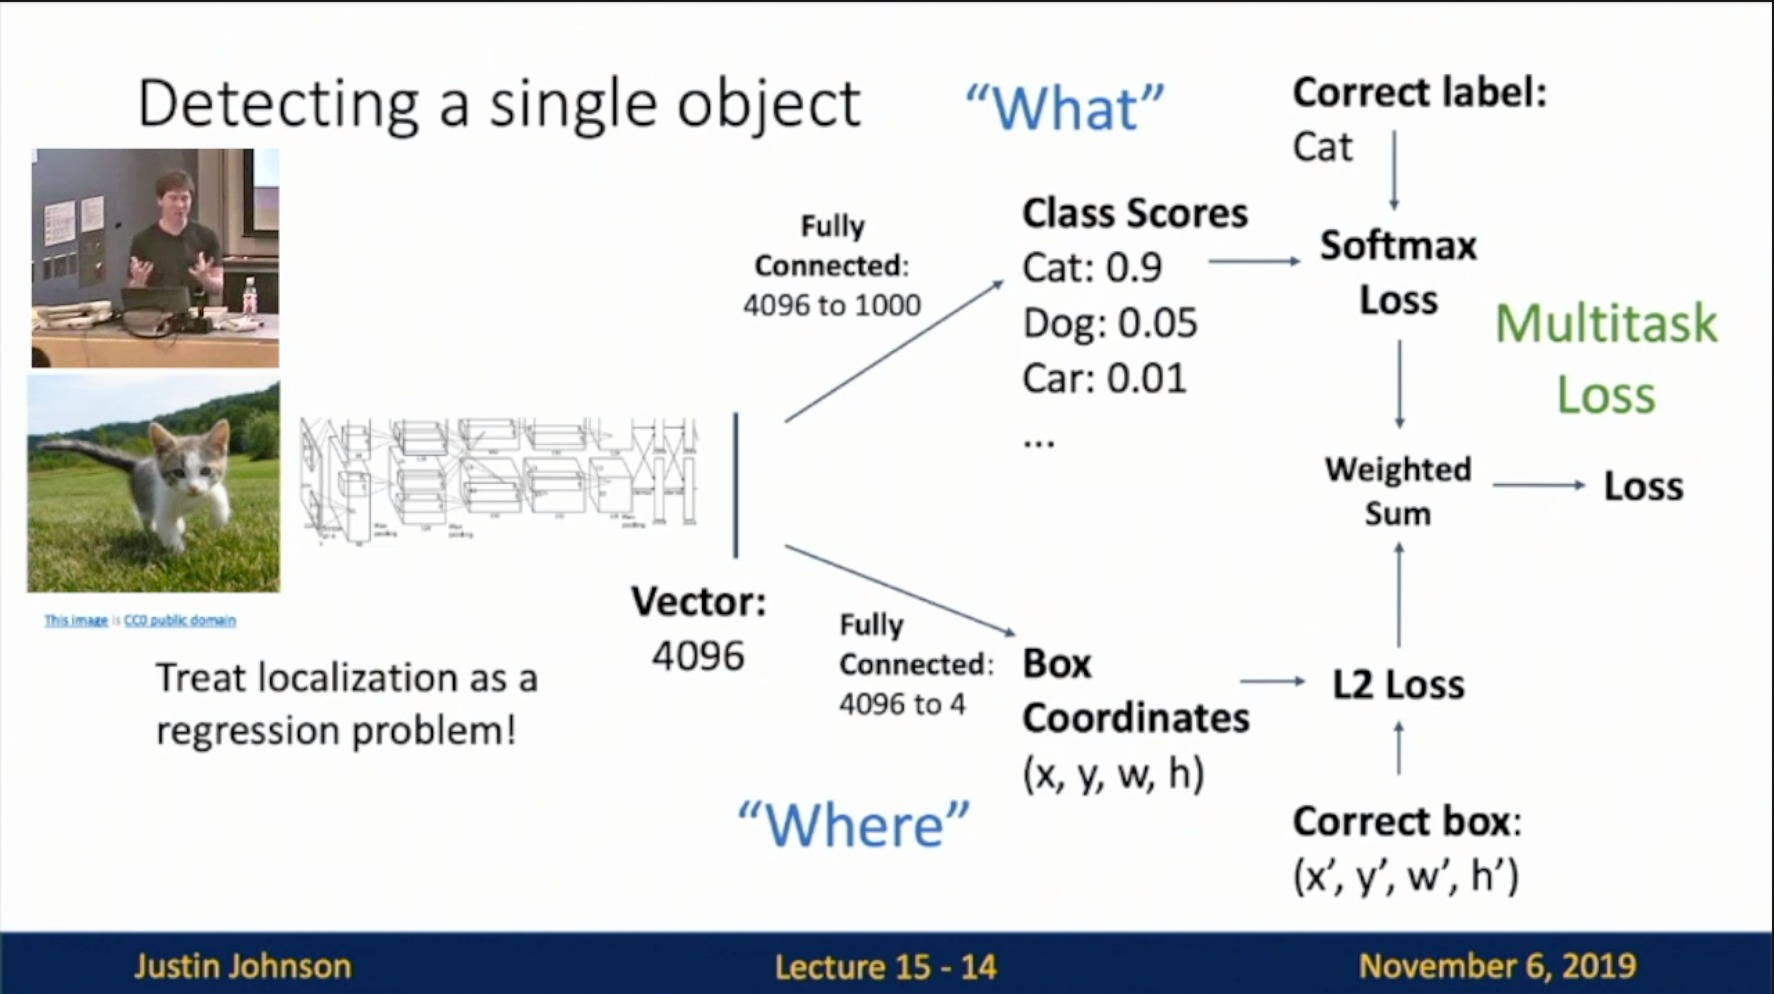 Detecting a single object
“What”
Correct label:
Cat
Fully
Connected:
4096 to 1000
Class Scores
Cat: 0.9
Dog: 0.05
Car: 0.01
...
Softmax
Loss
Multitask
Loss
Weighted
Sum
Loss
This image is CC0 public domain
Vector:
4096
Treat localization as a
regression problem!
Fully
Connected:
4096 to 4
Box
Coordinates
(x, y, w, h)
L2 Loss
“Where”
Correct box:
(x’, y’, w’, h’)
Justin Johnson
Lecture 15 - 14
November 6, 2019